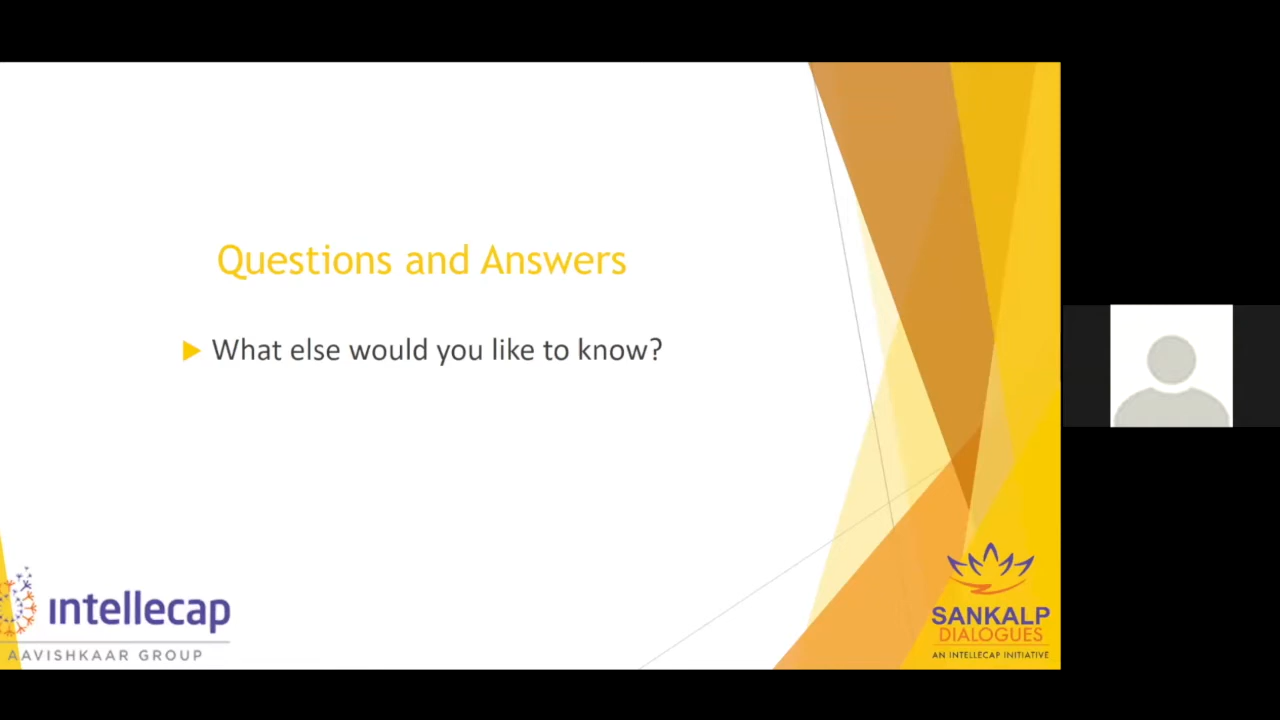 Questions and Answers
What else would you like to know?
intellecap
AAVISHKAAR GROUP
SANKALP
DIALOGUES
AN INTELLECAP INITIATIVE